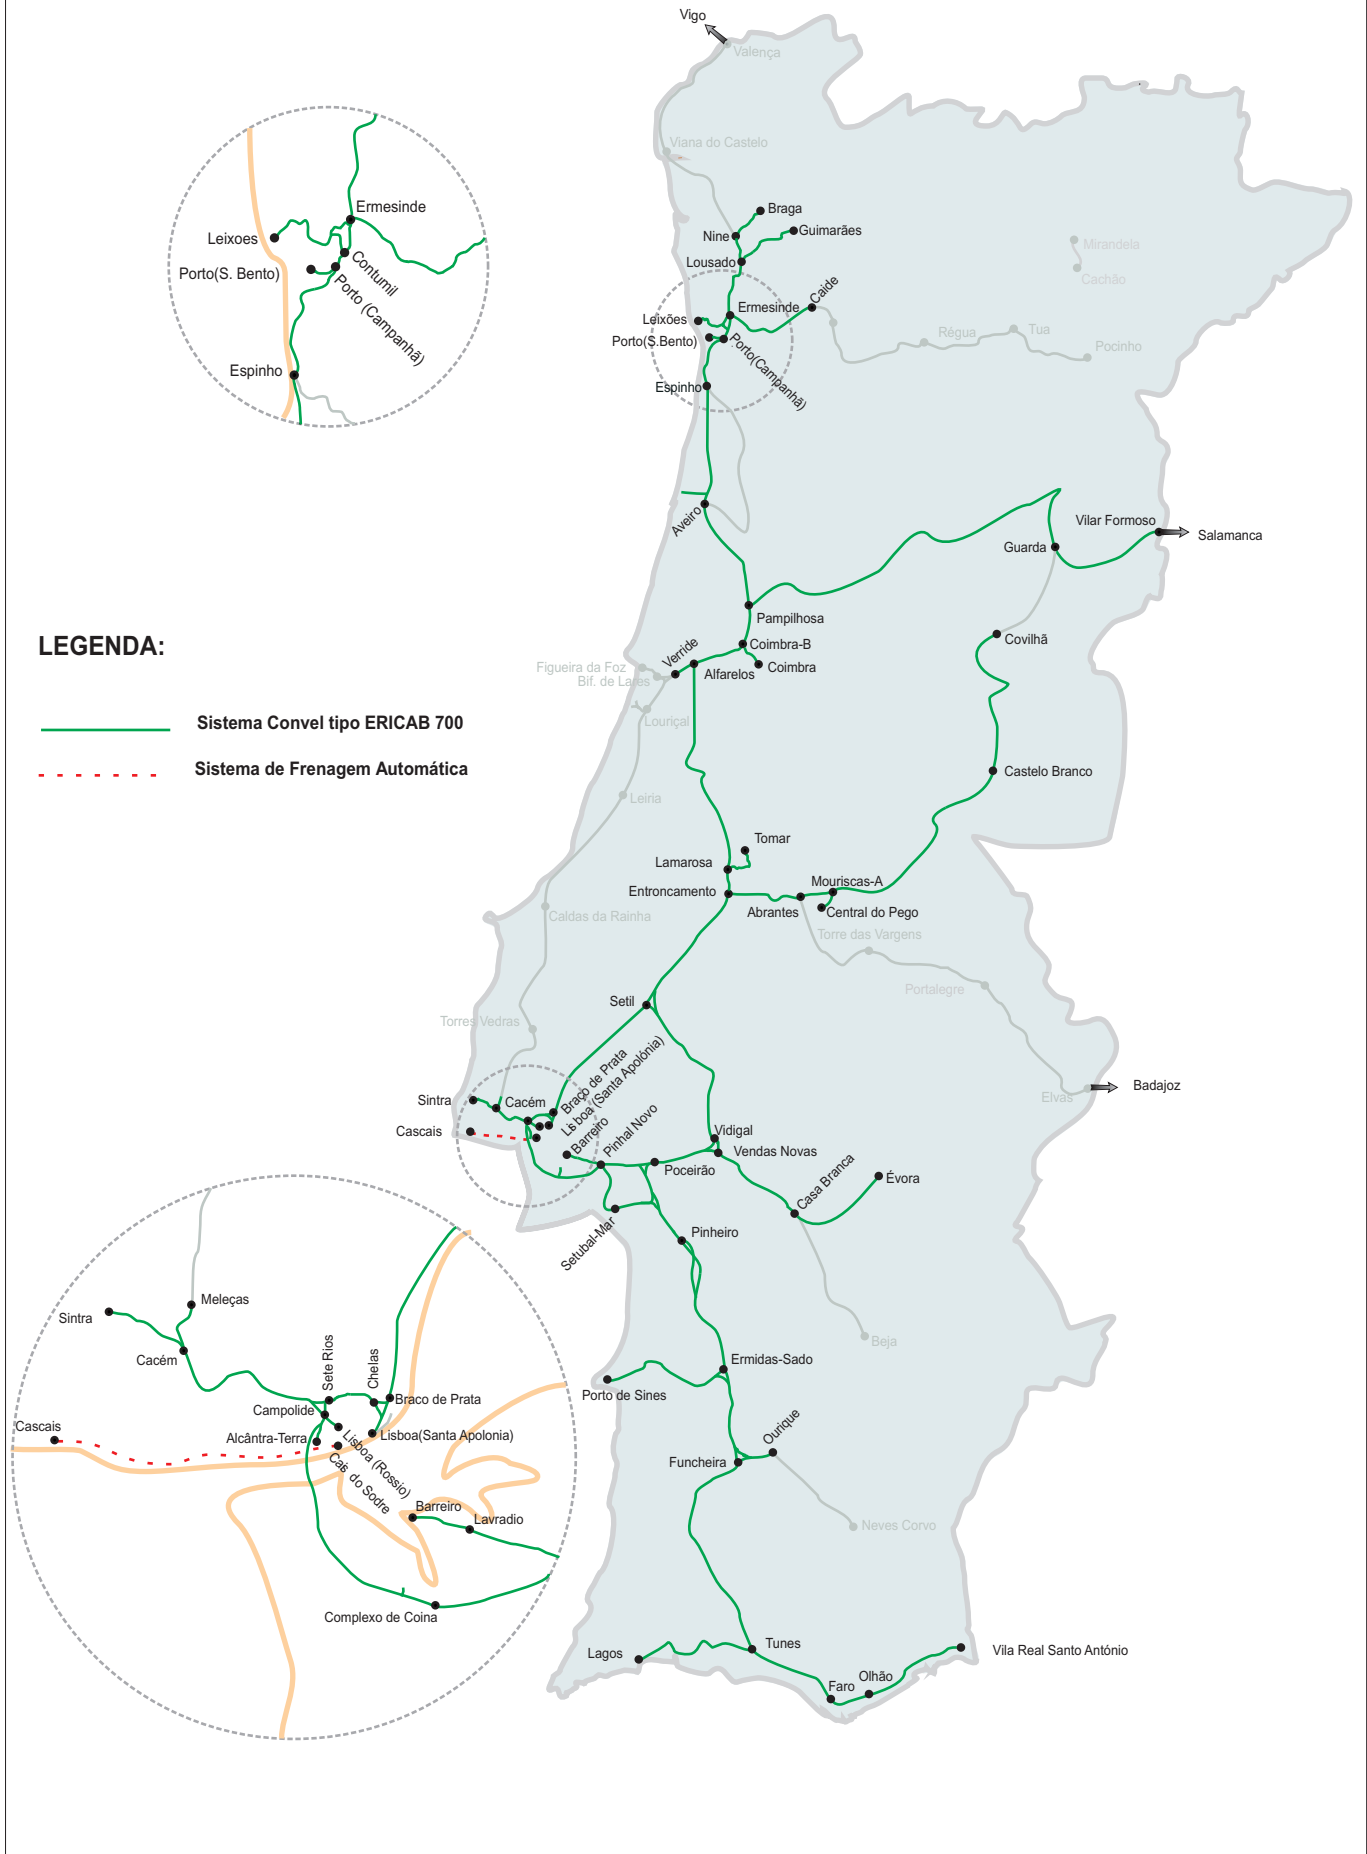 Vigo
Valença
Viana do Castelo
Braga
Guimarães
Nine
Lousado
Mirandela
Cachão
Ermesinde
Caide
Leixões
Porto(S.Bento)
Porto(Campanhã)
Régua
Tua
Pocinho
Espinho
Ermesinde
Leixoes
Contumil
Porto(S. Bento)
Porto (Campanhã)
Espinho
Aveiro
Vilar Formoso
Salamanca
Guarda
Pampilhosa
LEGENDA:
Sistema Convel tipo ERICAB 700
Sistema de Frenagem Automática
Coimbra-B
Covilhã
Verride
Figueira da Foz
Alfarelos
Coimbra
Bif. de Lares
Louriçal
Castelo Branco
Leiria
Tomar
Lamarosa
Entroncamento
Mouriscas-A
Abrantes
Central do Pego
Caldas da Rainha
Torre das Vargens
Portalegre
Setil
Torres Vedras
Badajoz
Elvas
Sintra
Cacém
Braço de Prata
Lisboa (Santa Apolónia)
Cascais
Barreiro
Pinhal Novo
Vidigal
Vendas Novas
Poceirão
Casa Branca
Évora
Setubal-Mar
Pinheiro
Beja
Ermidas-Sado
Porto de Sines
Ourique
Funcheira
Neves Corvo
Tunes
Lagos
Vila Real Santo António
Olhão
Faro
Meleças
Sintra
Cacém
Sete Rios
Chelas
Braco de Prata
Campolide
Cascais
Alcântra-Terra
Lisboa(Santa Apolonia)
Lisboa (Rossio)
Cais do Sodre
Barreiro
Lavradio
Complexo de Coina